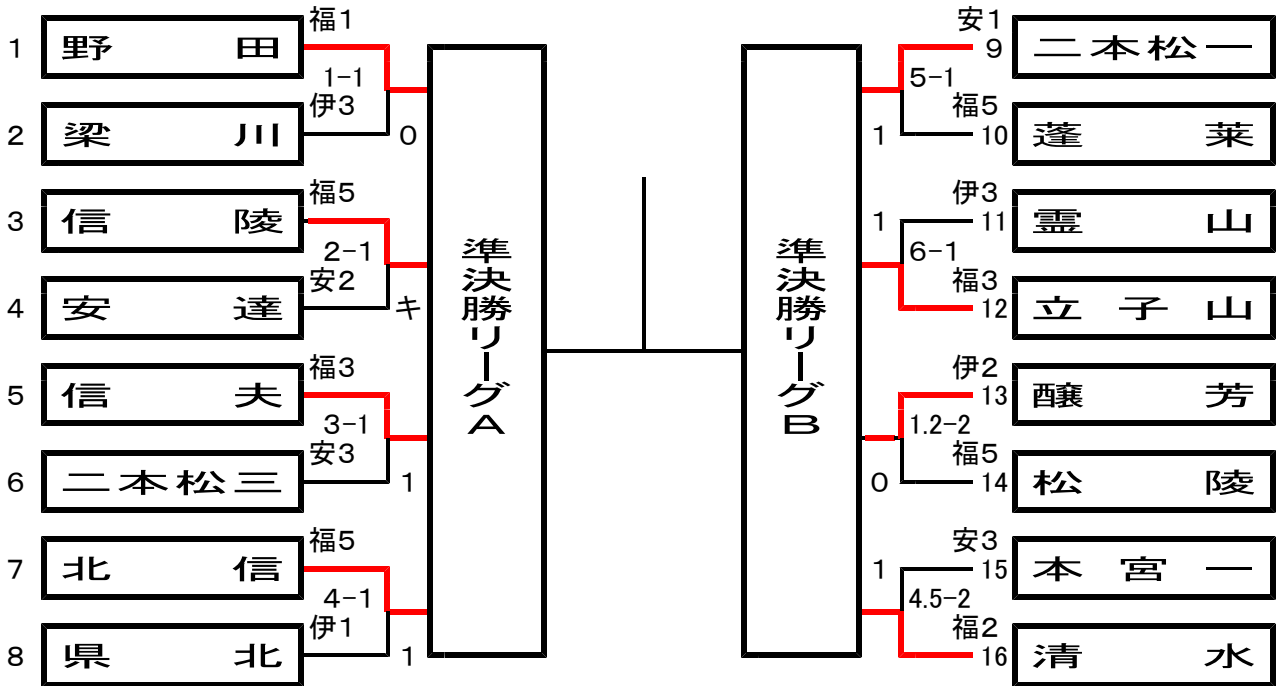 福1
1 野田
1-1
伊3
2 梁川
0
福5
3 信陵
2-1
安2
4 安達
キ
福3
5 信夫
3-1
安3
6 二本松三
1
福5
7 北信
4-1
伊1
8 県北
1
準決勝リーグA
準決勝リーグB
安1
9 二本松一
5-1
福5
10 蓬莱
1
伊3
1
11 霊山
6-1
福3
12 立子山
伊2
13 醸芳
1.2-2
福5
14 松陵
0
安3
1
15 本宮一
4.5-2
福2
16 清水